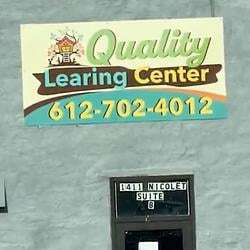 Quality
Learing Center
612-702-4012
1411 NICOLET
SUITE
B